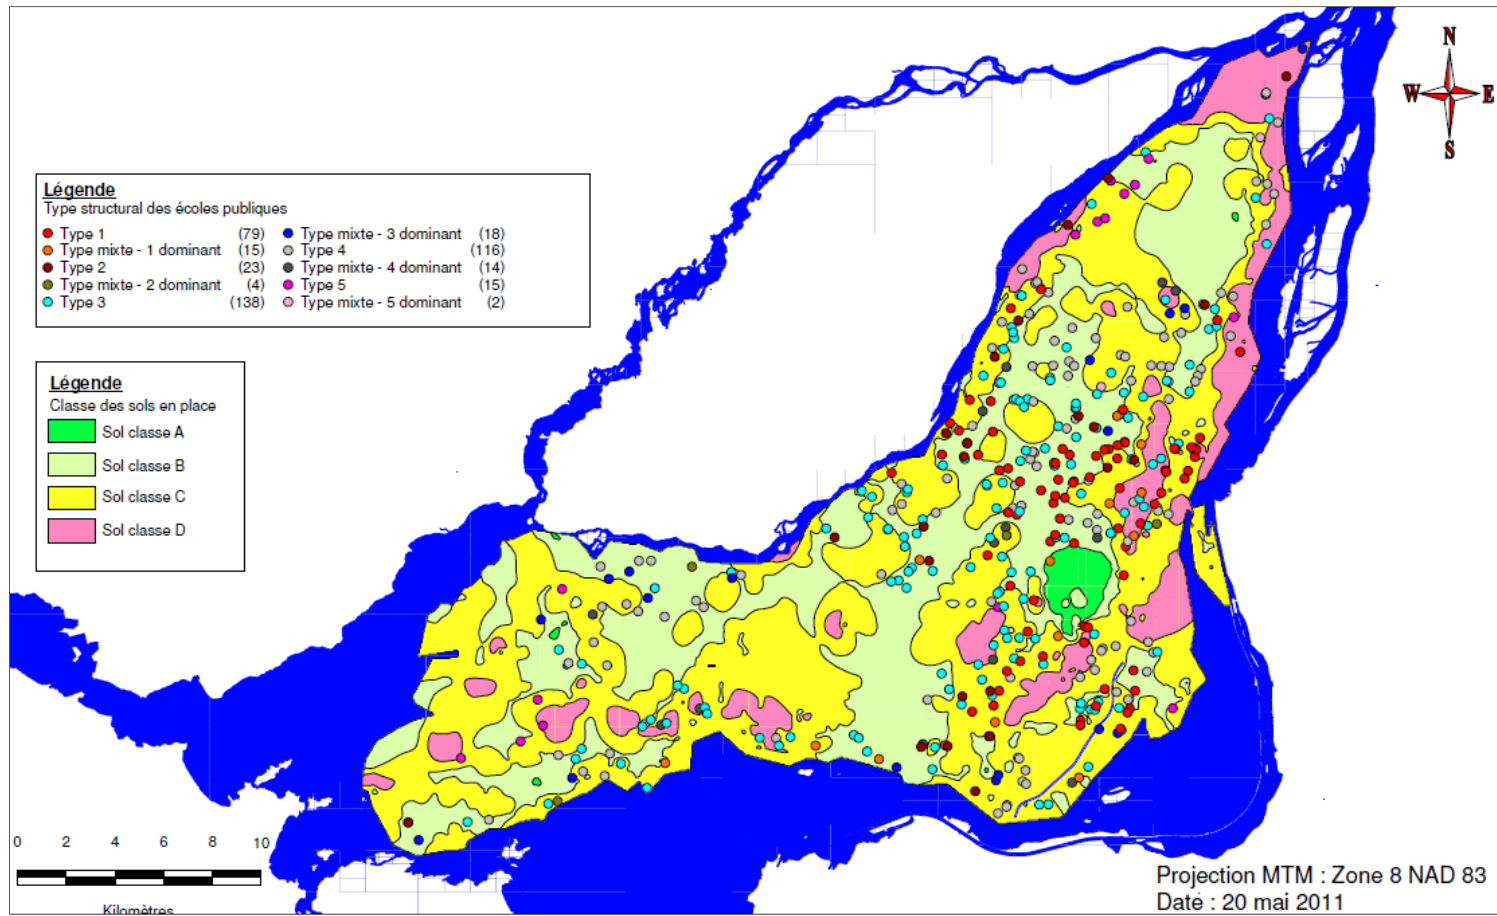 N
W E
S
Légende
Type structural des écoles publiques
Type 1 (79) Type mixte - 3 dominant (18)
Type mixte - 1 dominant (15) Type 4 (116)
Type 2 (23) Type mixte - 4 dominant (14)
Type mixte - 2 dominant (4) Type 5 (15)
Type 3 (138) Type mixte - 5 dominant (2)
Légende
Classe des sols en place
Sol classe A
Sol classe B
Sol classe C
Sol classe D
0 2 4 6 8 10
Kilomètres
Projection MTM : Zone 8 NAD 83
Date : 20 mai 2011